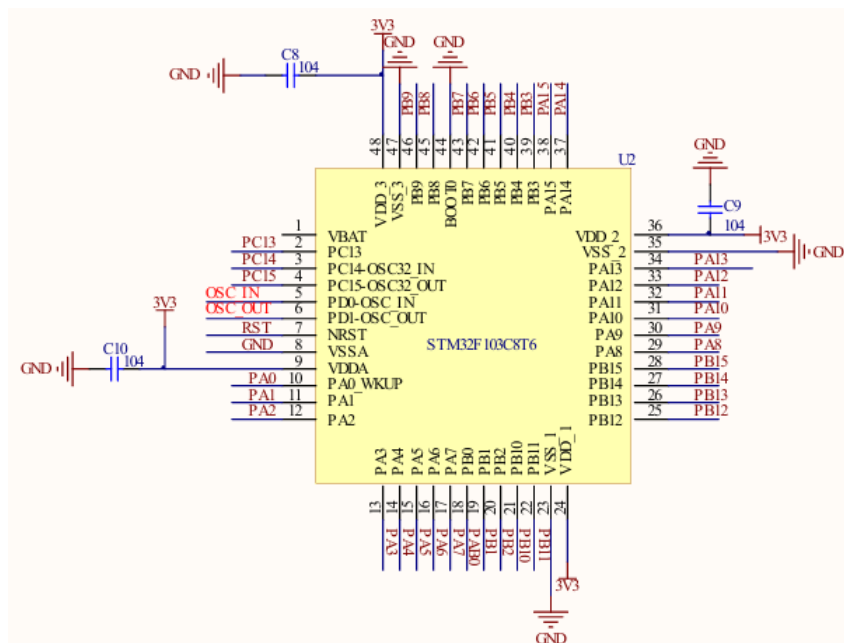 3V3
C8
GND
GND
GND
104
PB9
PB8
PB7
PB6
PB5
PB4
PB3
PA15
PA14
48
47
46
45
44
43
42
41
40
39
38
37
U2
GND
VDD_3
VSS_3
PB9
PB8
BOOT0
PB7
PB6
PB5
PB4
PB3
PA15
PA14
C9
104
1 VBAT
PC13 2 PC13
PC14 3 PC14-OSC32_IN
PC15 4 PC15-OSC32_OUT
OSC_IN 5 PD0-OSC_IN
OSC_OUT 6 PD1-OSC_OUT
RST 7 NRST
GND 8 VSSA
9 VDDA
PA0 10 PA0_WKUP
PA1 11 PA1
PA2 12 PA2
3V3
C10
104
GND
STM32F103C8T6
VDD_2 36 3V3
VSS_2 35 GND
PA13 34 PA13
PA12 33 PA12
PA11 32 PA11
PA10 31 PA10
PA9 30 PA9
PA8 29 PA8
PB15 28 PB15
PB14 27 PB14
PB13 26 PB13
PB12 25 PB12
PA3
PA4
PA5
PA6
PA7
PB0
PB1
PB2
PB10
PB11
VSS_1
VDD_1
13
14
15
16
17
18
19
20
21
22
23
24
PA3
PA4
PA5
PA6
PA7
PAB0
PB1
PB2
PB10
PB11
3V3
GND